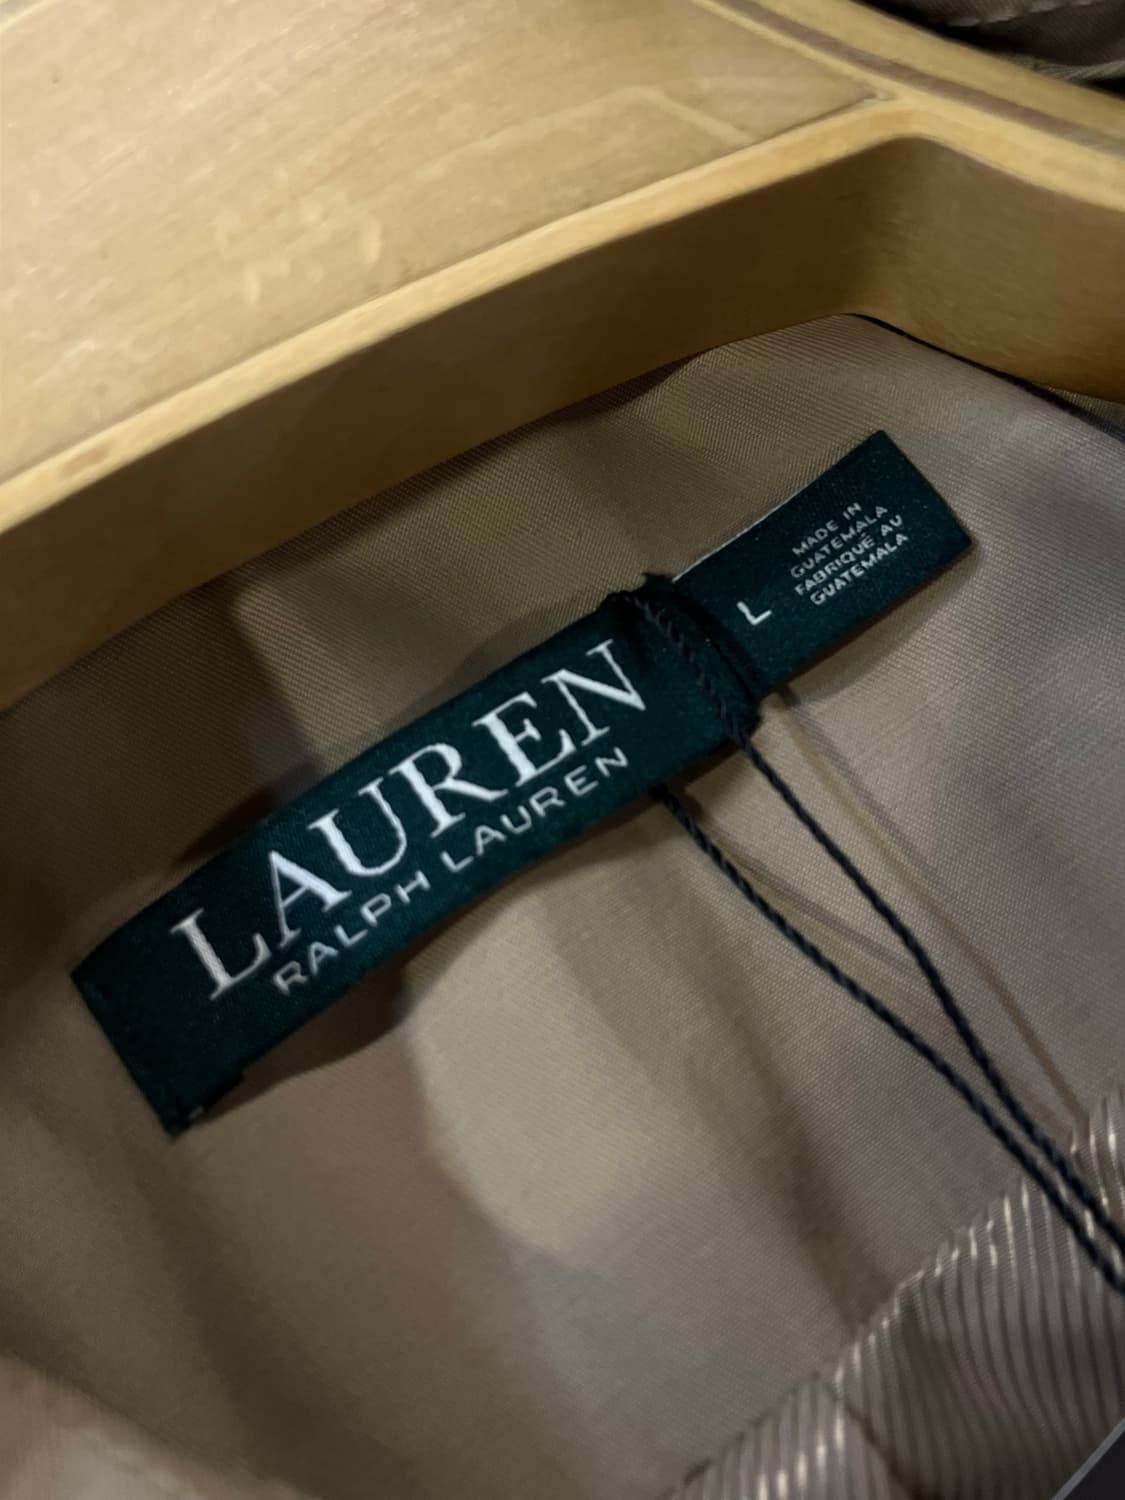 LAUREN
RALPH LAUREN
L
MADE IN
GUATEMALA
FABRIQUÉ AU
GUATEMALA